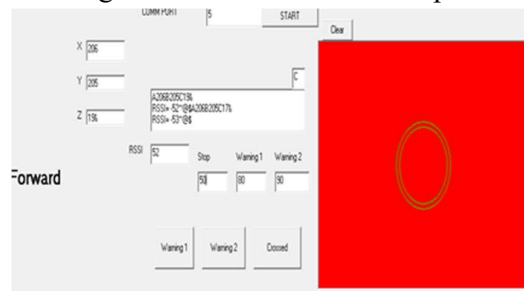 COMM PORT 5 START
Clear
X 206
Y 205
Z 19%
C
A206B205C19%
RSSI=-52"@$A206B205C17%
RSSI=-53"@$
RSSI 52
Stop Warning 1 Warning 2
50 80 90
Forward
Warning 1 Warning 2 Crossed